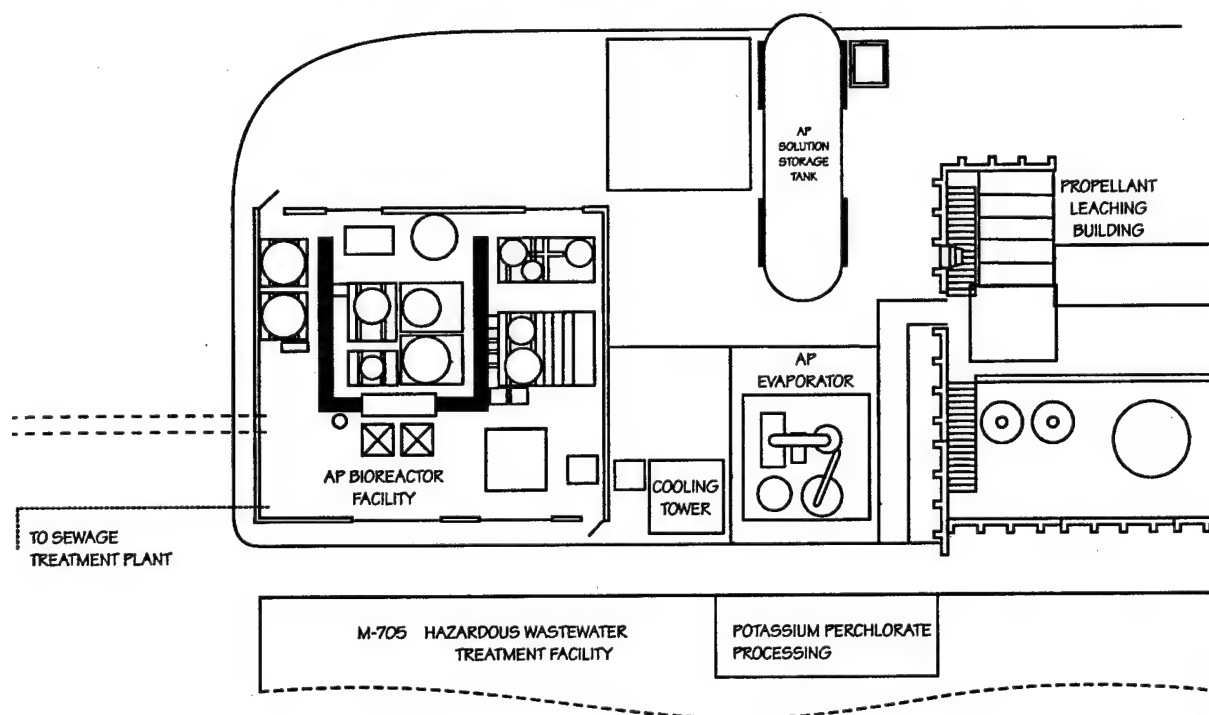 AP
SOLUTION
STORAGE
TANK
PROPELLANT
LEACHING
BUILDING
AP
EVAPORATOR
AP BIOREACTOR
FACILITY
COOLING
TOWER
TO SEWAGE
TREATMENT PLANT
M-705 HAZARDOUS WASTEWATER
TREATMENT FACILITY
POTASSIUM PERCHLORATE
PROCESSING